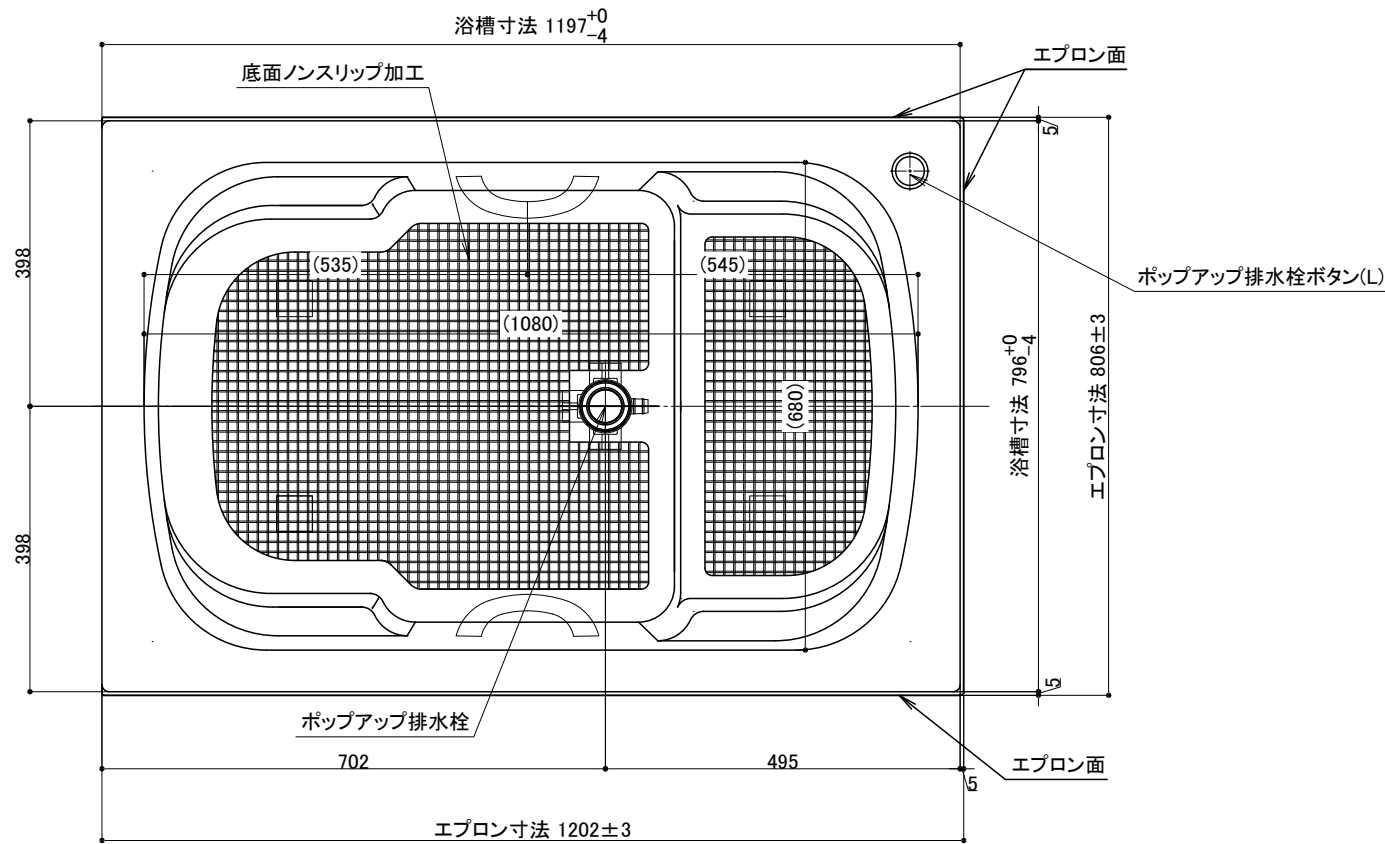 浴槽寸法 1197+0-4
エプロン面
底面ノンスリップ加工
5
398
(535)
(545)
ポップアップ排水栓ボタン(L)
(1080)
浴槽寸法 796+0-4
エプロン寸法 806±3
(680)
398
5
ポップアップ排水栓
702
495
エプロン面
5
エプロン寸法 1202±3